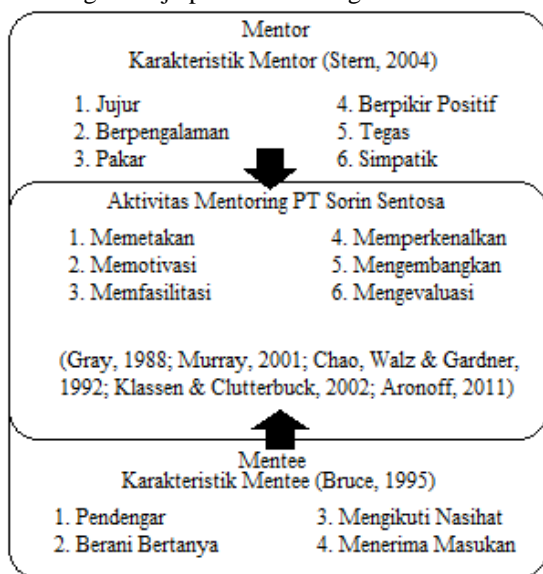 Mentor
Karakteristik Mentor (Stern, 2004)
1. Jujur
2. Berpengalaman
3. Pakar
4. Berpikir Positif
5. Tegas
6. Simpatik
Aktivitas Mentoring PT Sorin Sentosa
1. Memetakan
2. Memotivasi
3. Memfasilitasi
4. Memperkenalkan
5. Mengembangkan
6. Mengevaluasi
(Gray, 1988; Murray, 2001; Chao, Walz & Gardner,
1992; Klassen & Clutterbuck, 2002; Aronoff, 2011)
Mentee
Karakteristik Mentee (Bruce, 1995)
1. Pendengar
2. Berani Bertanya
3. Mengikuti Nasihat
4. Menerima Masukan